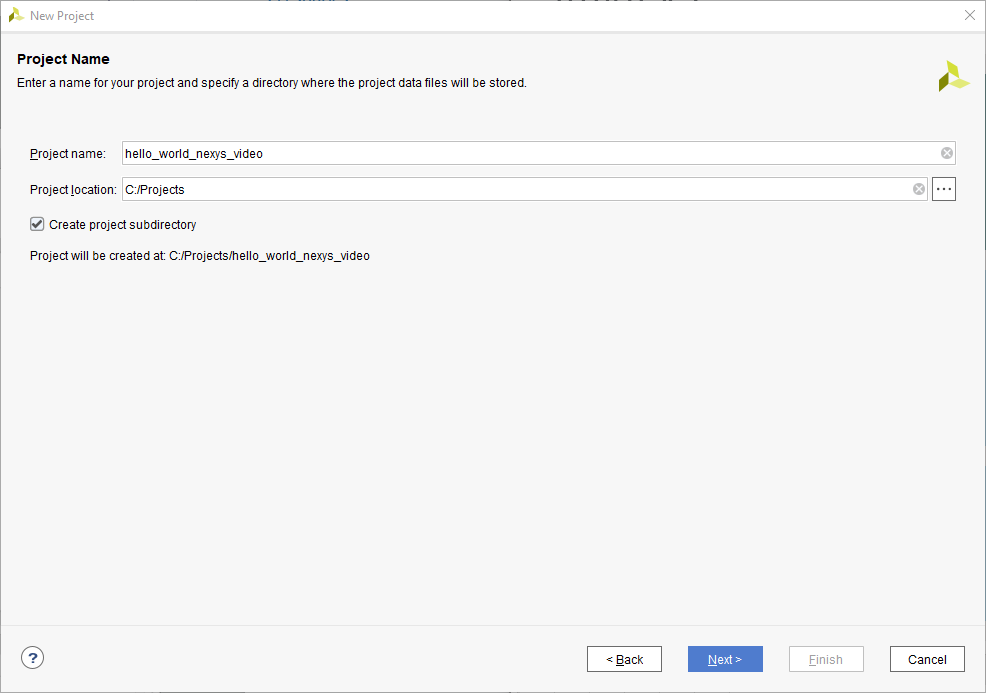 New Project
Project Name
Enter a name for your project and specify a directory where the project data files will be stored.
Project name: hello_world_nexys_video
Project location: C:/Projects ...
Create project subdirectory
Project will be created at: C:/Projects/hello_world_nexys_video
? < Back Next > Finish Cancel